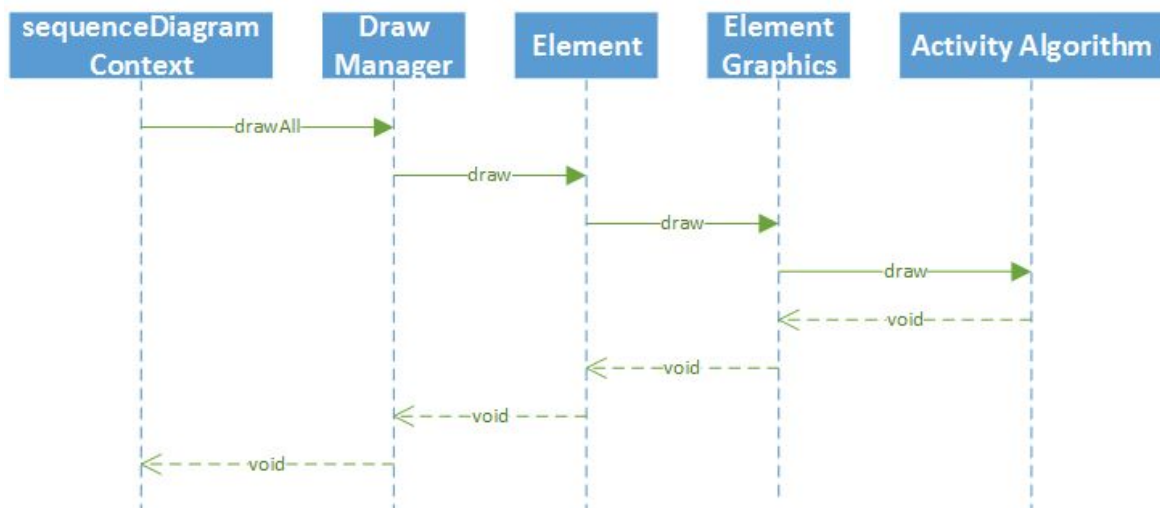 sequenceDiagram
Context
Draw
Manager
Element
Element
Graphics
Activity Algorithm
drawAll
draw
draw
draw
void
void
void
void